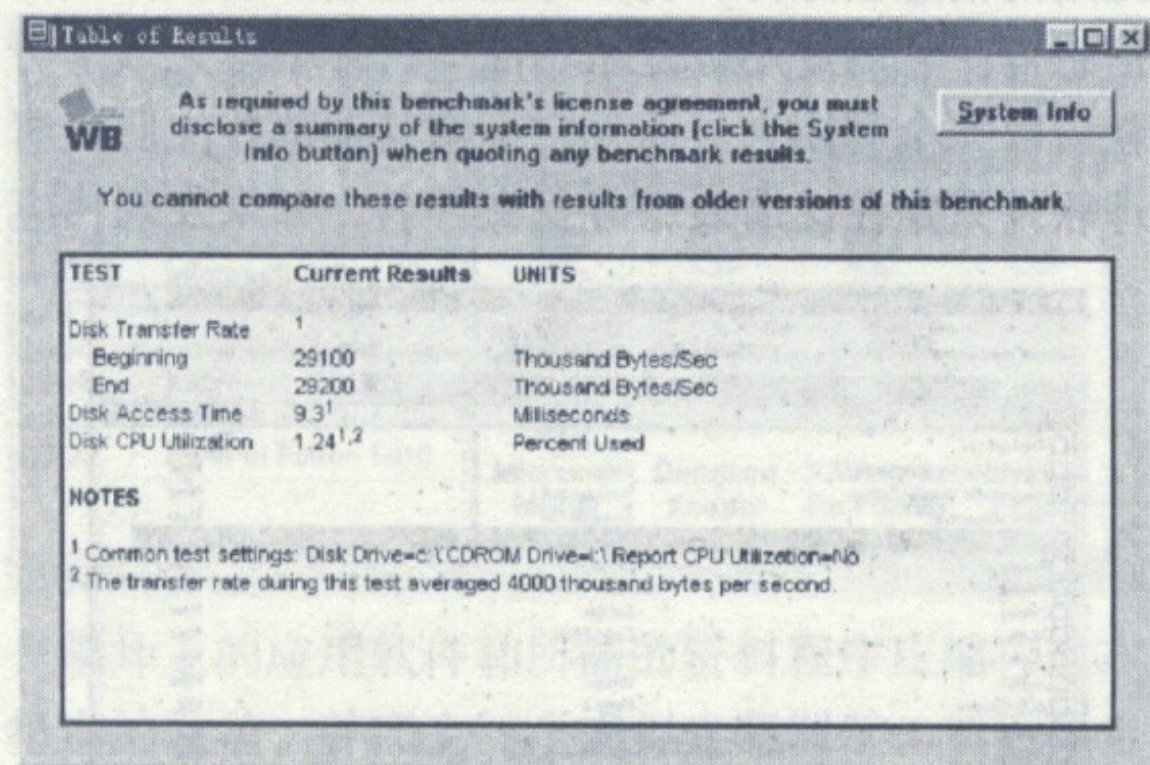 Table of Results
WB
As required by this benchmark's license agreement, you must
disclose a summary of the system information (click the System
Info button) when quoting any benchmark results.
System Info
You cannot compare these results with results from older versions of this benchmark.
TEST Current Results UNITS
Disk Transfer Rate 1
Beginning 29100 Thousand Bytes/Sec
End 29200 Thousand Bytes/Sec
Disk Access Time 9.3¹ Milliseconds
Disk CPU Utilization 1.24¹,² Percent Used
NOTES
1 Common test settings: Disk Drive=c:\ CDROM Drive=i:\ Report CPU Utilization=No
2 The transfer rate during this test averaged 4000 thousand bytes per second.